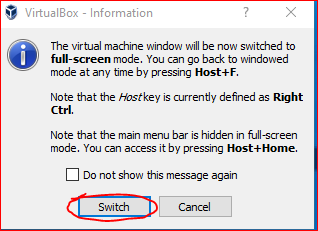 VirtualBox - Information
The virtual machine window will be now switched to
full-screen mode. You can go back to windowed
mode at any time by pressing Host+F.
Note that the Host key is currently defined as Right
Ctrl.
Note that the main menu bar is hidden in full-screen
mode. You can access it by pressing Host+Home.
Do not show this message again
Switch
Cancel